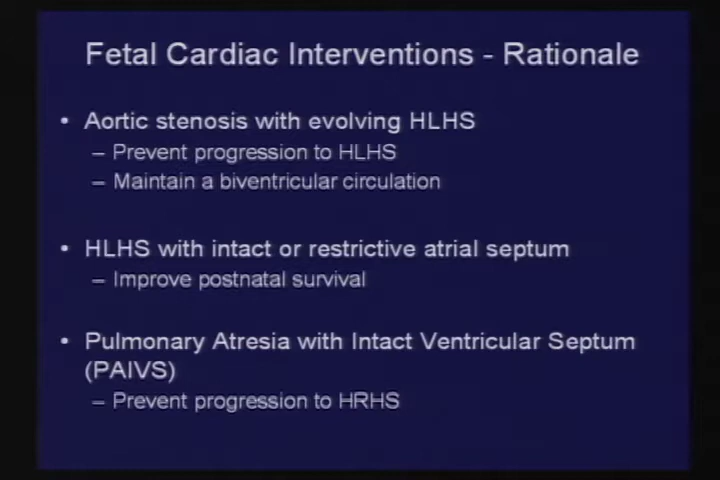 Fetal Cardiac Interventions - Rationale
• Aortic stenosis with evolving HLHS
– Prevent progression to HLHS
– Maintain a biventricular circulation
• HLHS with intact or restrictive atrial septum
– Improve postnatal survival
• Pulmonary Atresia with Intact Ventricular Septum
(PAIVS)
– Prevent progression to HRHS